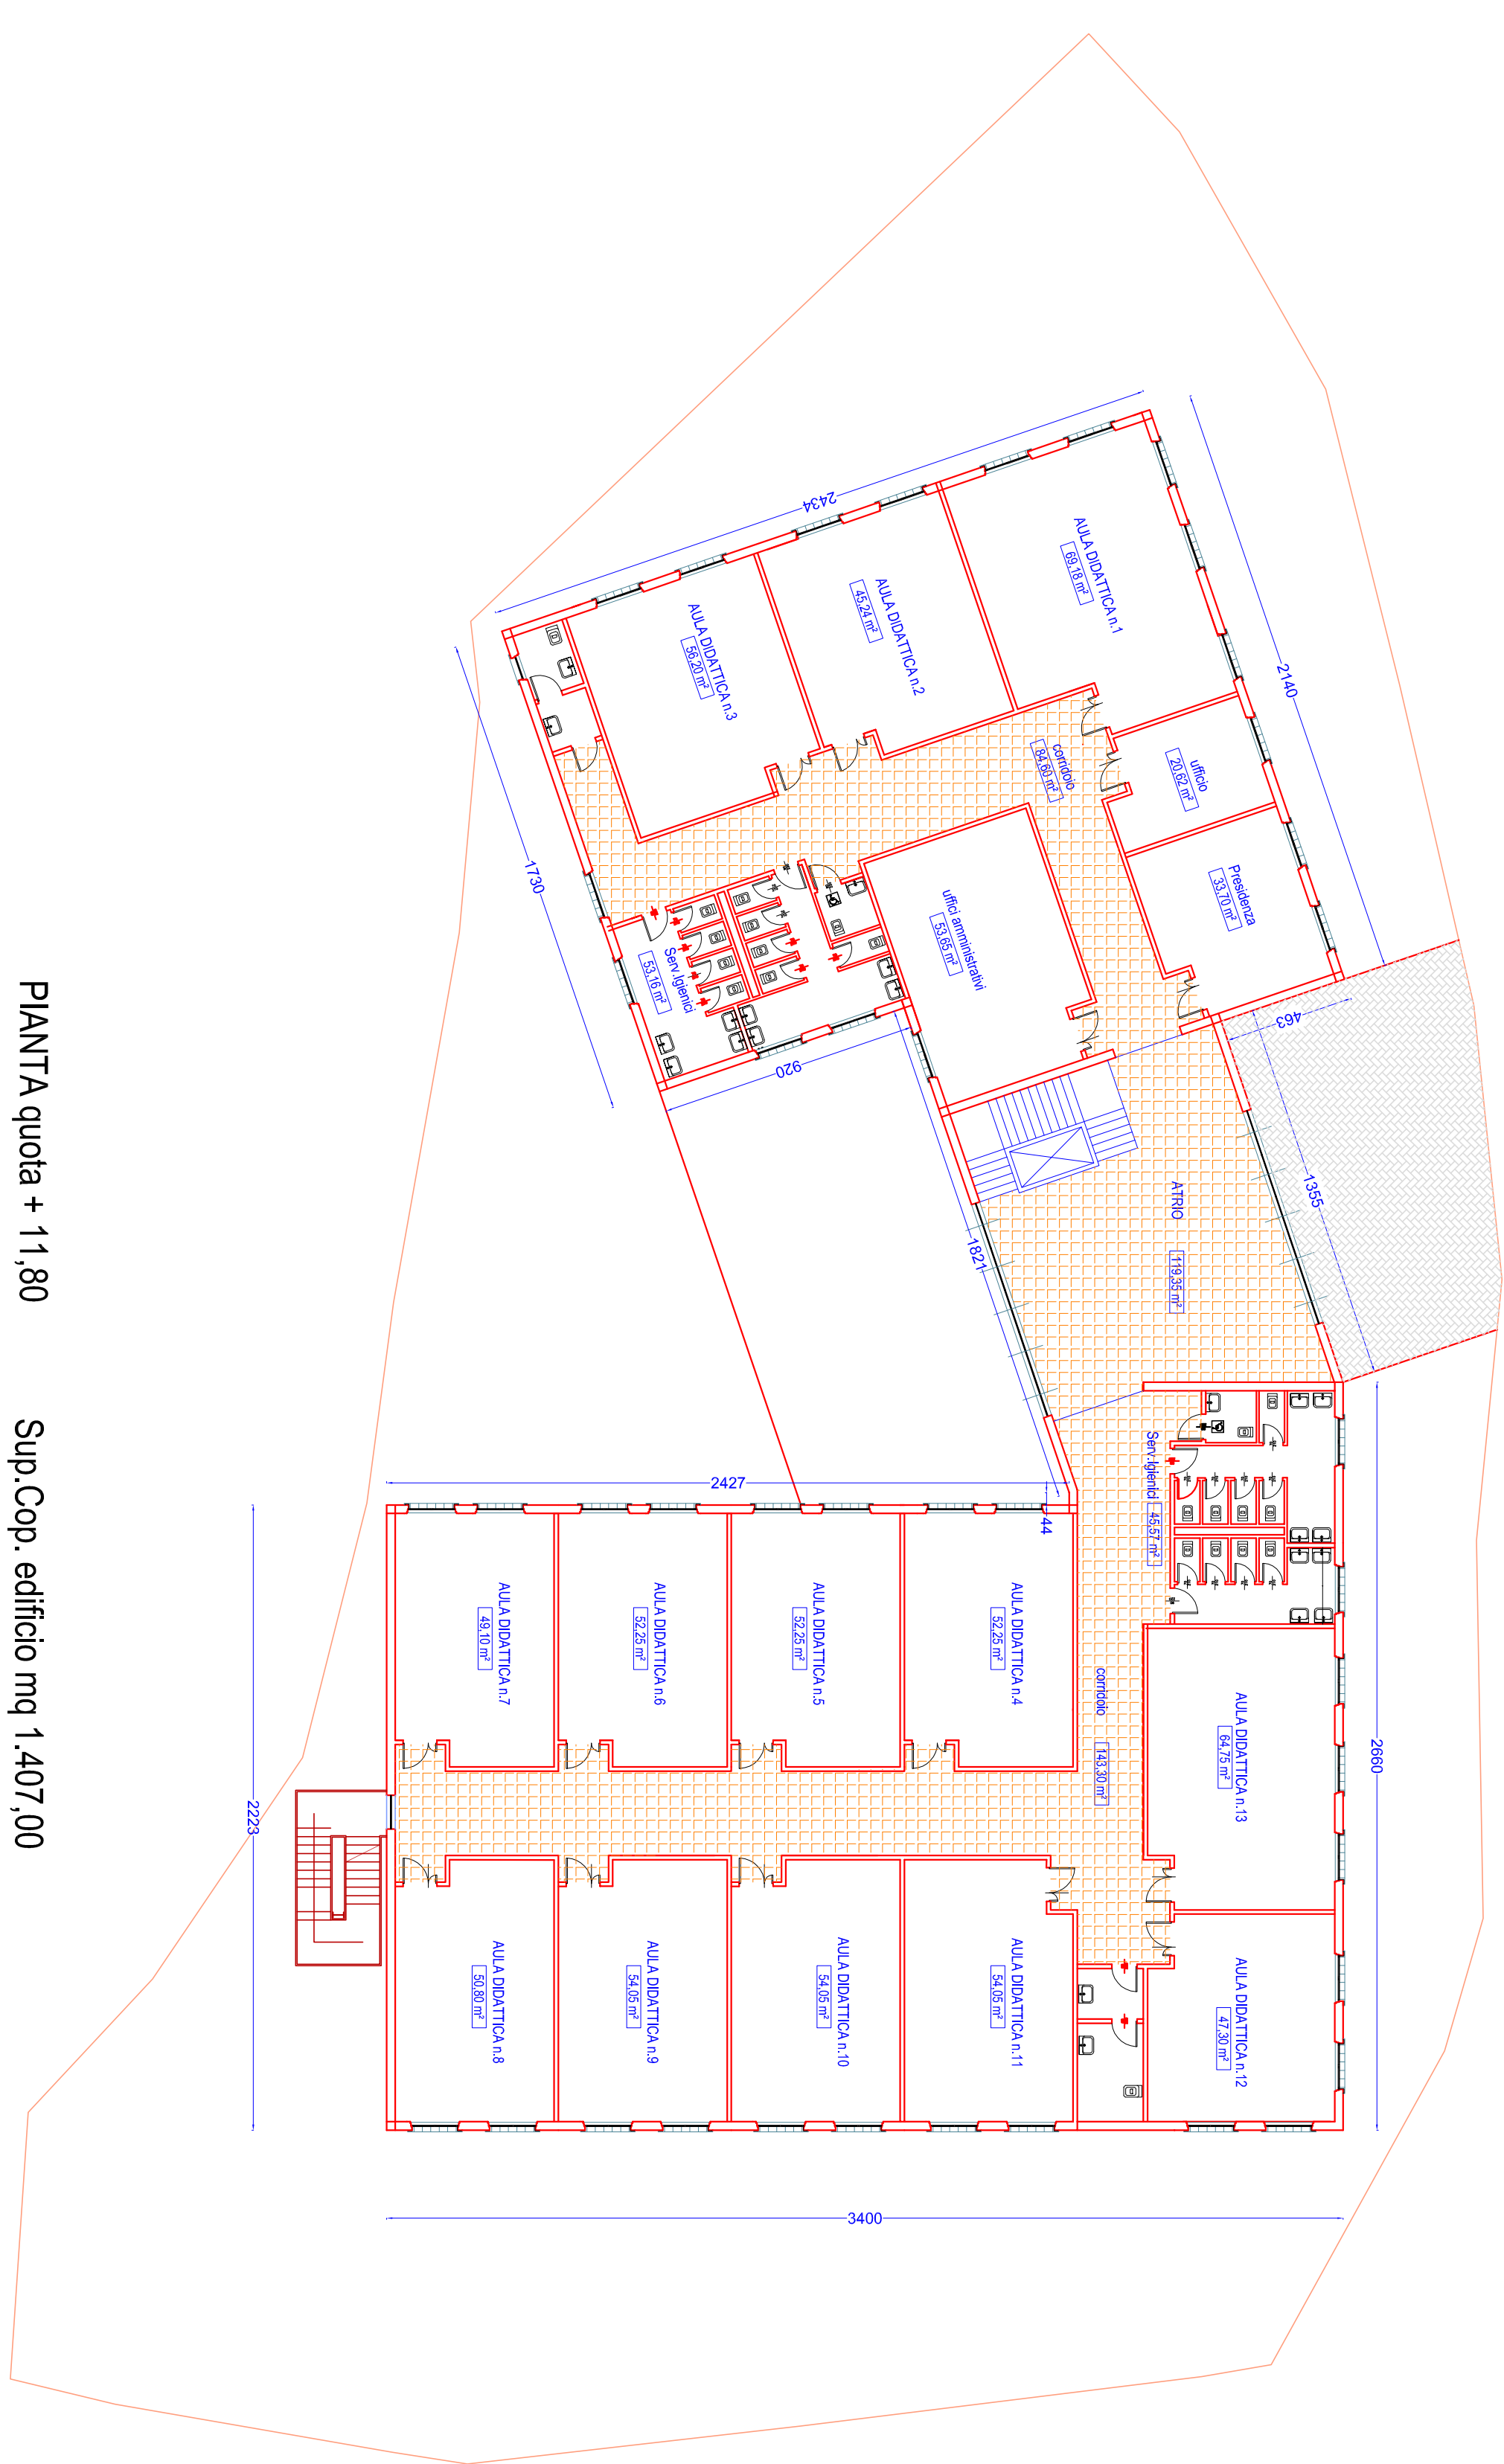 PIANTA quota + 11,80
Sup.Cop. edificio mq 1.407,00
AULA DIDATTICA n.1
69,18 m²
AULA DIDATTICA n.2
45,24 m²
AULA DIDATTICA n.3
56,20 m²
ufficio
20,62 m²
Presidenza
33,70 m²
corridoio
84,60 m²
uffici amministrativi
53,65 m²
Serv.Igienici
53,16 m²
ATRIO
119,35 m²
Serv.Igienici
45,57 m²
corridoio
143,30 m²
AULA DIDATTICA n.4
52,25 m²
AULA DIDATTICA n.5
52,25 m²
AULA DIDATTICA n.6
52,25 m²
AULA DIDATTICA n.7
49,10 m²
AULA DIDATTICA n.8
50,80 m²
AULA DIDATTICA n.9
54,05 m²
AULA DIDATTICA n.10
54,05 m²
AULA DIDATTICA n.11
54,05 m²
AULA DIDATTICA n.12
47,30 m²
AULA DIDATTICA n.13
64,75 m²
2434
2140
1730
920
463
1355
1821
2427
44
2660
2223
3400